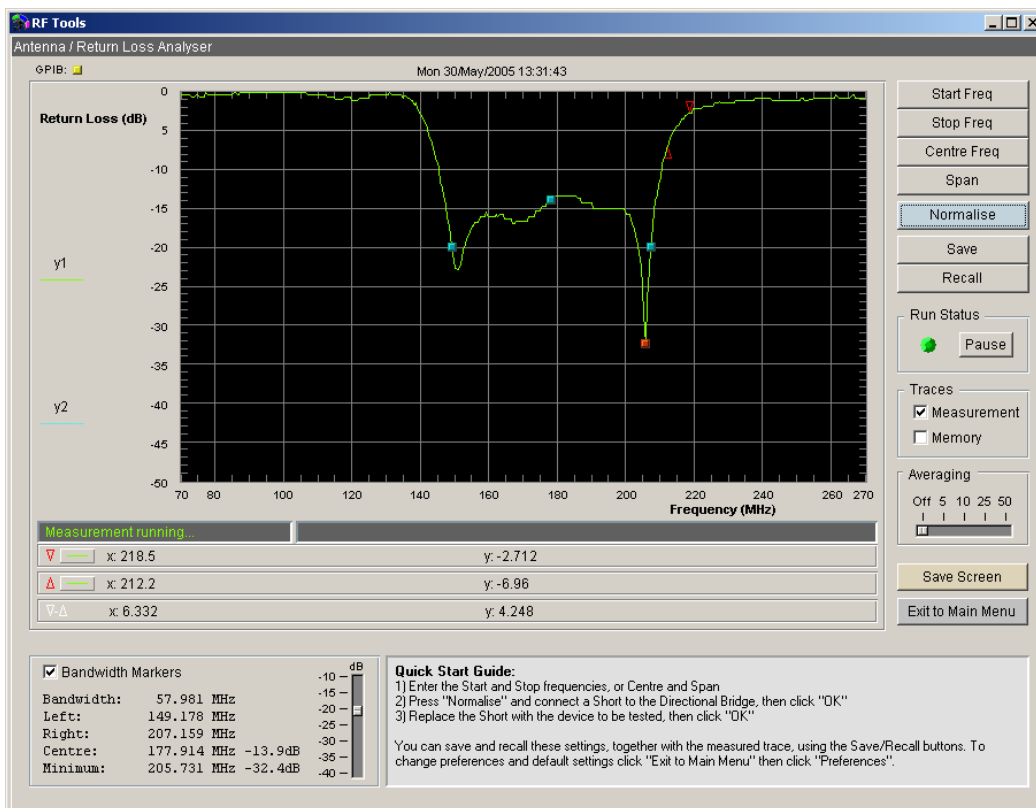 RF Tools
Antenna / Return Loss Analyser
GPIB:
Mon 30/May/2005 13:31:43
Return Loss (dB)
0
5
-10
-15
-20
-25
-30
-35
-40
-45
-50
y1
y2
70 80 100 120 140 160 180 200 220 240 260 270
Frequency (MHz)
Measurement running...
x: 218.5 y: -2.712
x: 212.2 y: -6.96
∇-Δ x: 6.332 y: 4.248
Start Freq
Stop Freq
Centre Freq
Span
Normalise
Save
Recall
Run Status
Pause
Traces
Measurement
Memory
Averaging
Off 5 10 25 50
Save Screen
Exit to Main Menu
Bandwidth Markers
Bandwidth: 57.981 MHz
Left: 149.178 MHz
Right: 207.159 MHz
Centre: 177.914 MHz -13.9dB
Minimum: 205.731 MHz -32.4dB
dB
-10
-15
-20
-25
-30
-35
-40
Quick Start Guide:
1) Enter the Start and Stop frequencies, or Centre and Span
2) Press "Normalise" and connect a Short to the Directional Bridge, then click "OK"
3) Replace the Short with the device to be tested, then click "OK"
You can save and recall these settings, together with the measured trace, using the Save/Recall buttons. To
change preferences and default settings click "Exit to Main Menu" then click "Preferences".